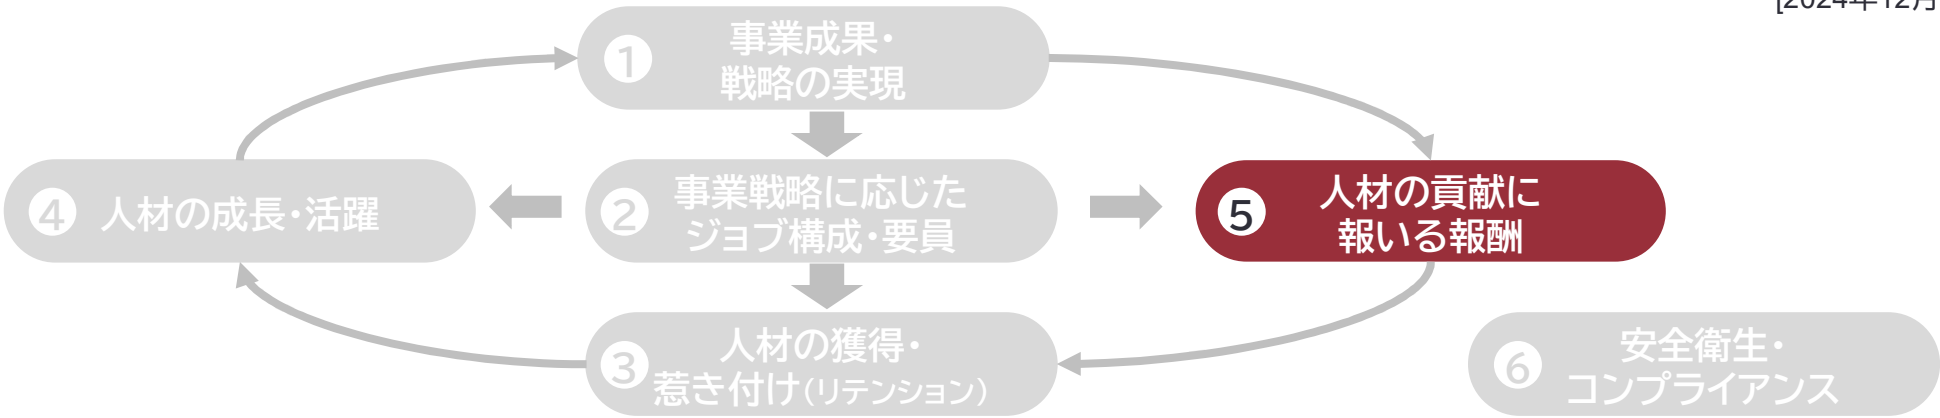 [2024年12月
① 事業成果・
戦略の実現
④ 人材の成長・活躍
② 事業戦略に応じた
ジョブ構成・要員
⑤ 人材の貢献に
報いる報酬
③ 人材の獲得・
惹き付け(リテンション)
⑥ 安全衛生・
コンプライアンス